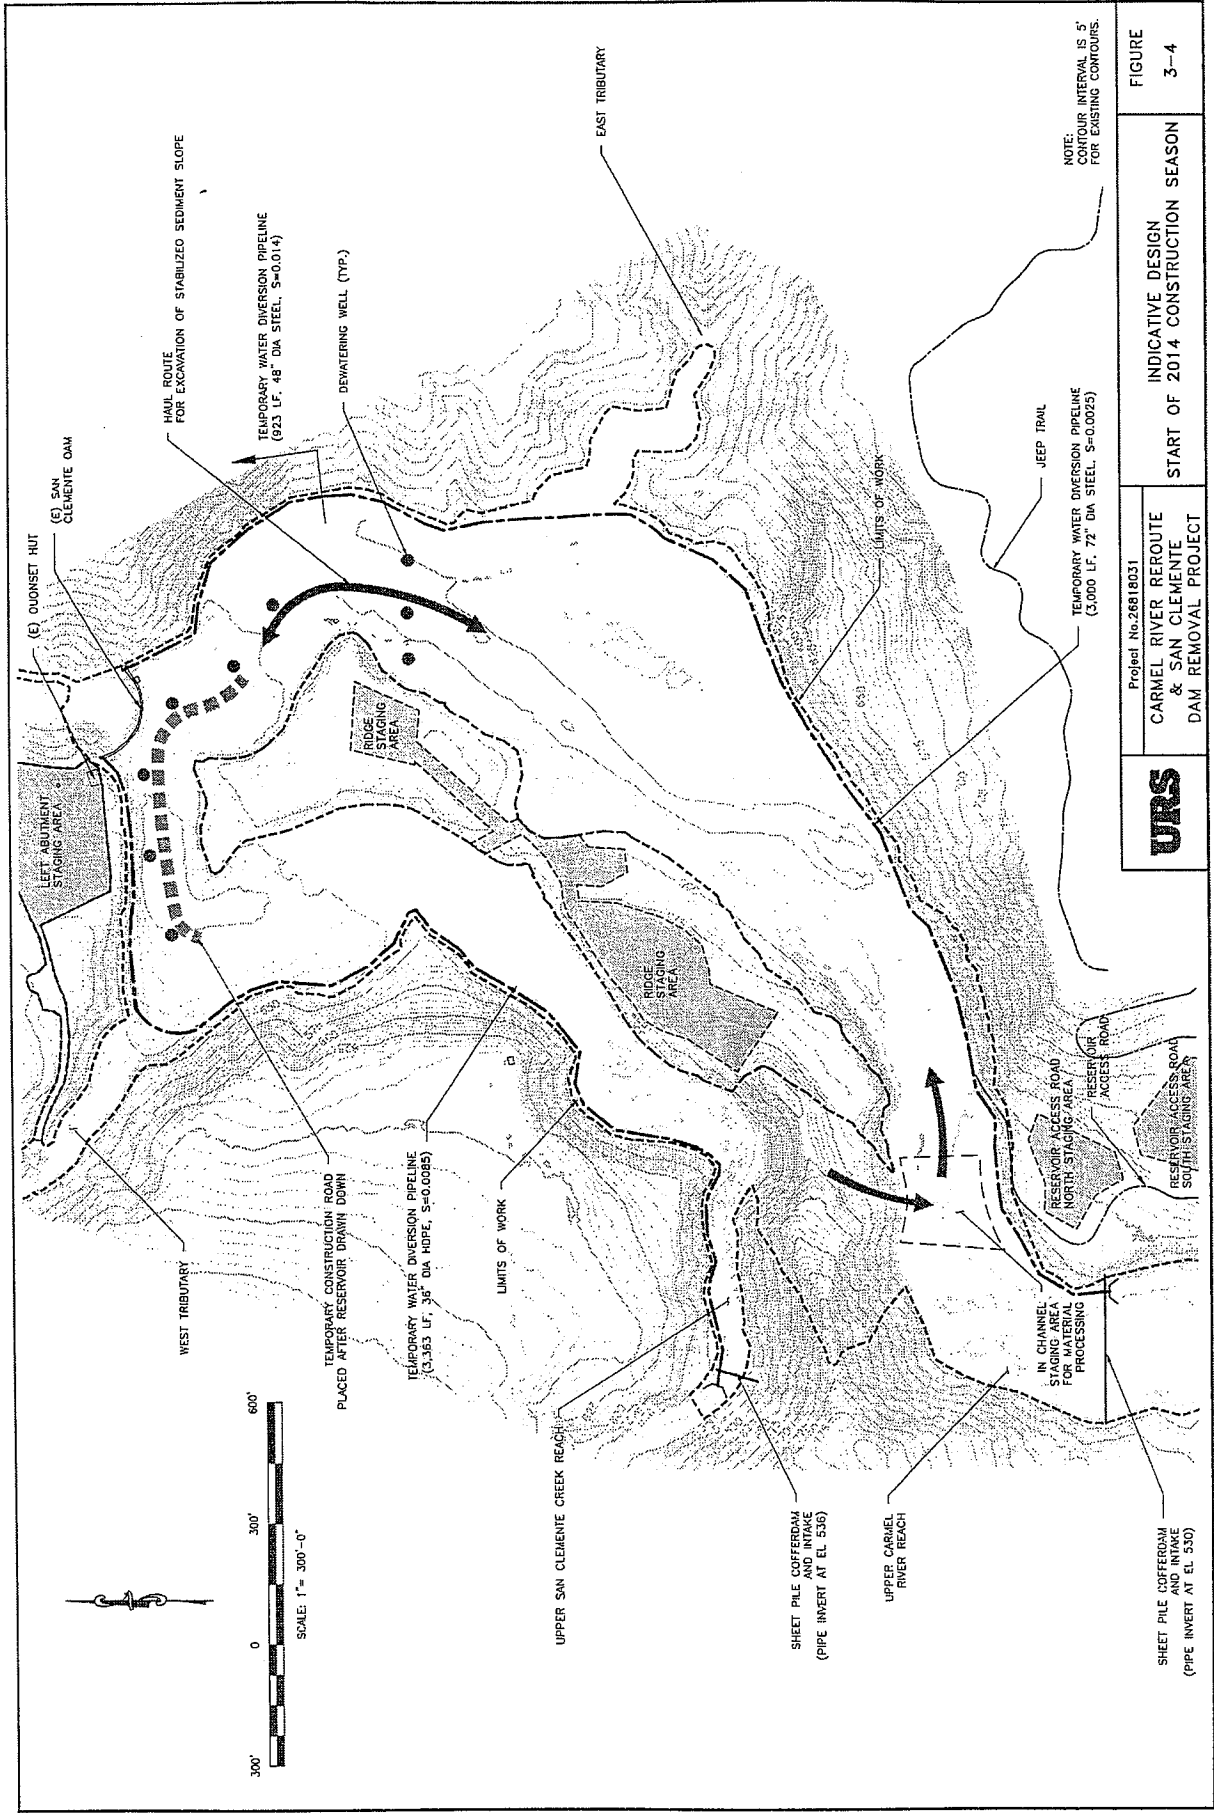 (E) QUONSET HUT
(E) SAN
CLEMENTE DAM
HAUL ROUTE
FOR EXCAVATION OF STABILIZED SEDIMENT SLOPE
TEMPORARY WATER DIVERSION PIPELINE
(923 LF, 48" DIA STEEL, S=0.014)
DEWATERING WELL (TYP.)
EAST TRIBUTARY
LEFT ABUTMENT
STAGING AREA
RIDGE
STAGING
AREA
RIDGE
STAGING
AREA
WEST TRIBUTARY
TEMPORARY CONSTRUCTION ROAD
PLACED AFTER RESERVOIR DRAWN DOWN
TEMPORARY WATER DIVERSION PIPELINE
(3,363 LF, 36" DIA HDPE, S=0.0085)
LIMITS OF WORK
LIMITS OF WORK
JEEP TRAIL
TEMPORARY WATER DIVERSION PIPELINE
(3,000 LF, 72" DIA STEEL, S=0.0025)
UPPER SAN CLEMENTE CREEK REACH
SHEET PILE COFFERDAM
AND INTAKE
(PIPE INVERT AT EL 536)
UPPER CARMEL
RIVER REACH
IN CHANNEL
STAGING AREA
FOR MATERIAL
PROCESSING
SHEET PILE COFFERDAM
AND INTAKE
(PIPE INVERT AT EL 530)
RESERVOIR ACCESS ROAD
NORTH STAGING AREA
RESERVOIR
ACCESS ROAD
RESERVOIR ACCESS ROAD
SOUTH STAGING AREA
300' 0 300' 600'
SCALE: 1"= 300'-0"
NOTE:
CONTOUR INTERVAL IS 5'
FOR EXISTING CONTOURS.
URS
Project No.26818031
CARMEL RIVER REROUTE
& SAN CLEMENTE
DAM REMOVAL PROJECT
INDICATIVE DESIGN
START OF 2014 CONSTRUCTION SEASON
FIGURE
3-4